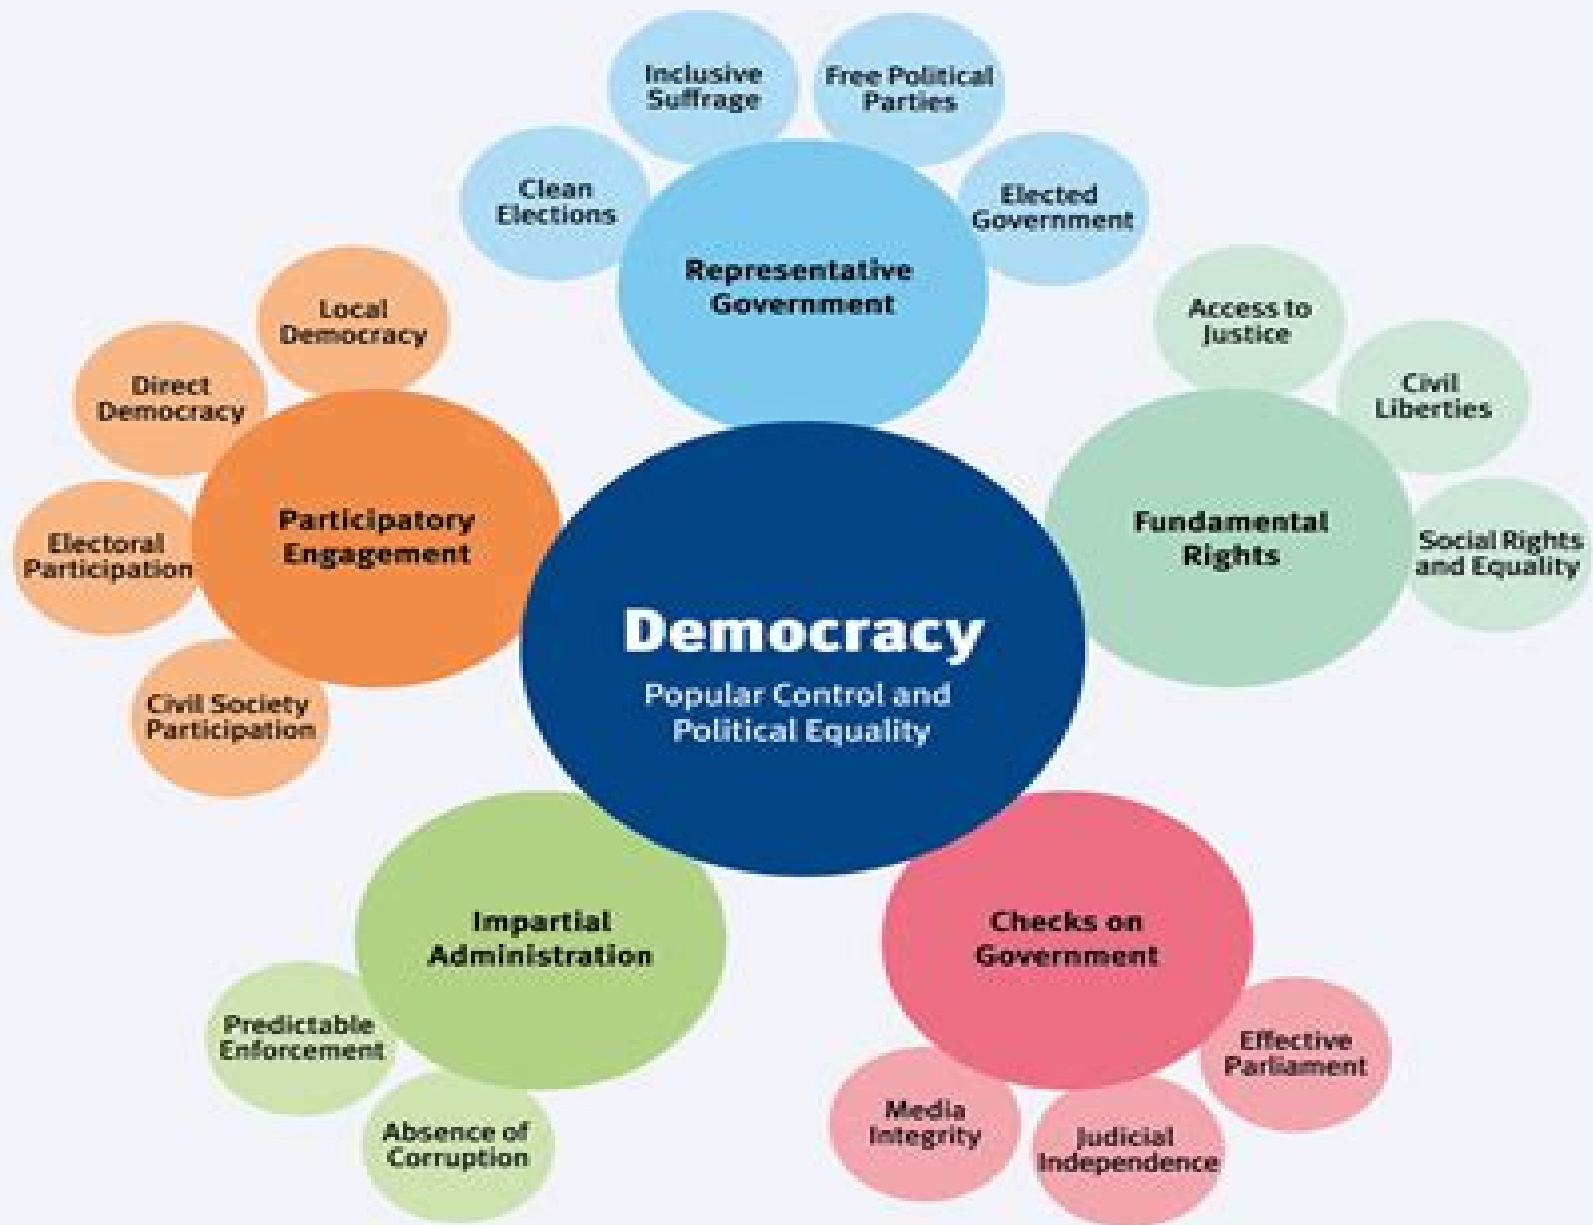 Inclusive
Suffrage
Free Political
Parties
Clean
Elections
Elected
Government
Representative
Government
Local
Democracy
Direct
Democracy
Electoral
Participation
Civil Society
Participation
Participatory
Engagement
Access to
Justice
Civil
Liberties
Social Rights
and Equality
Fundamental
Rights
Democracy
Popular Control and
Political Equality
Impartial
Administration
Predictable
Enforcement
Absence of
Corruption
Checks on
Government
Effective
Parliament
Media
Integrity
Judicial
Independence